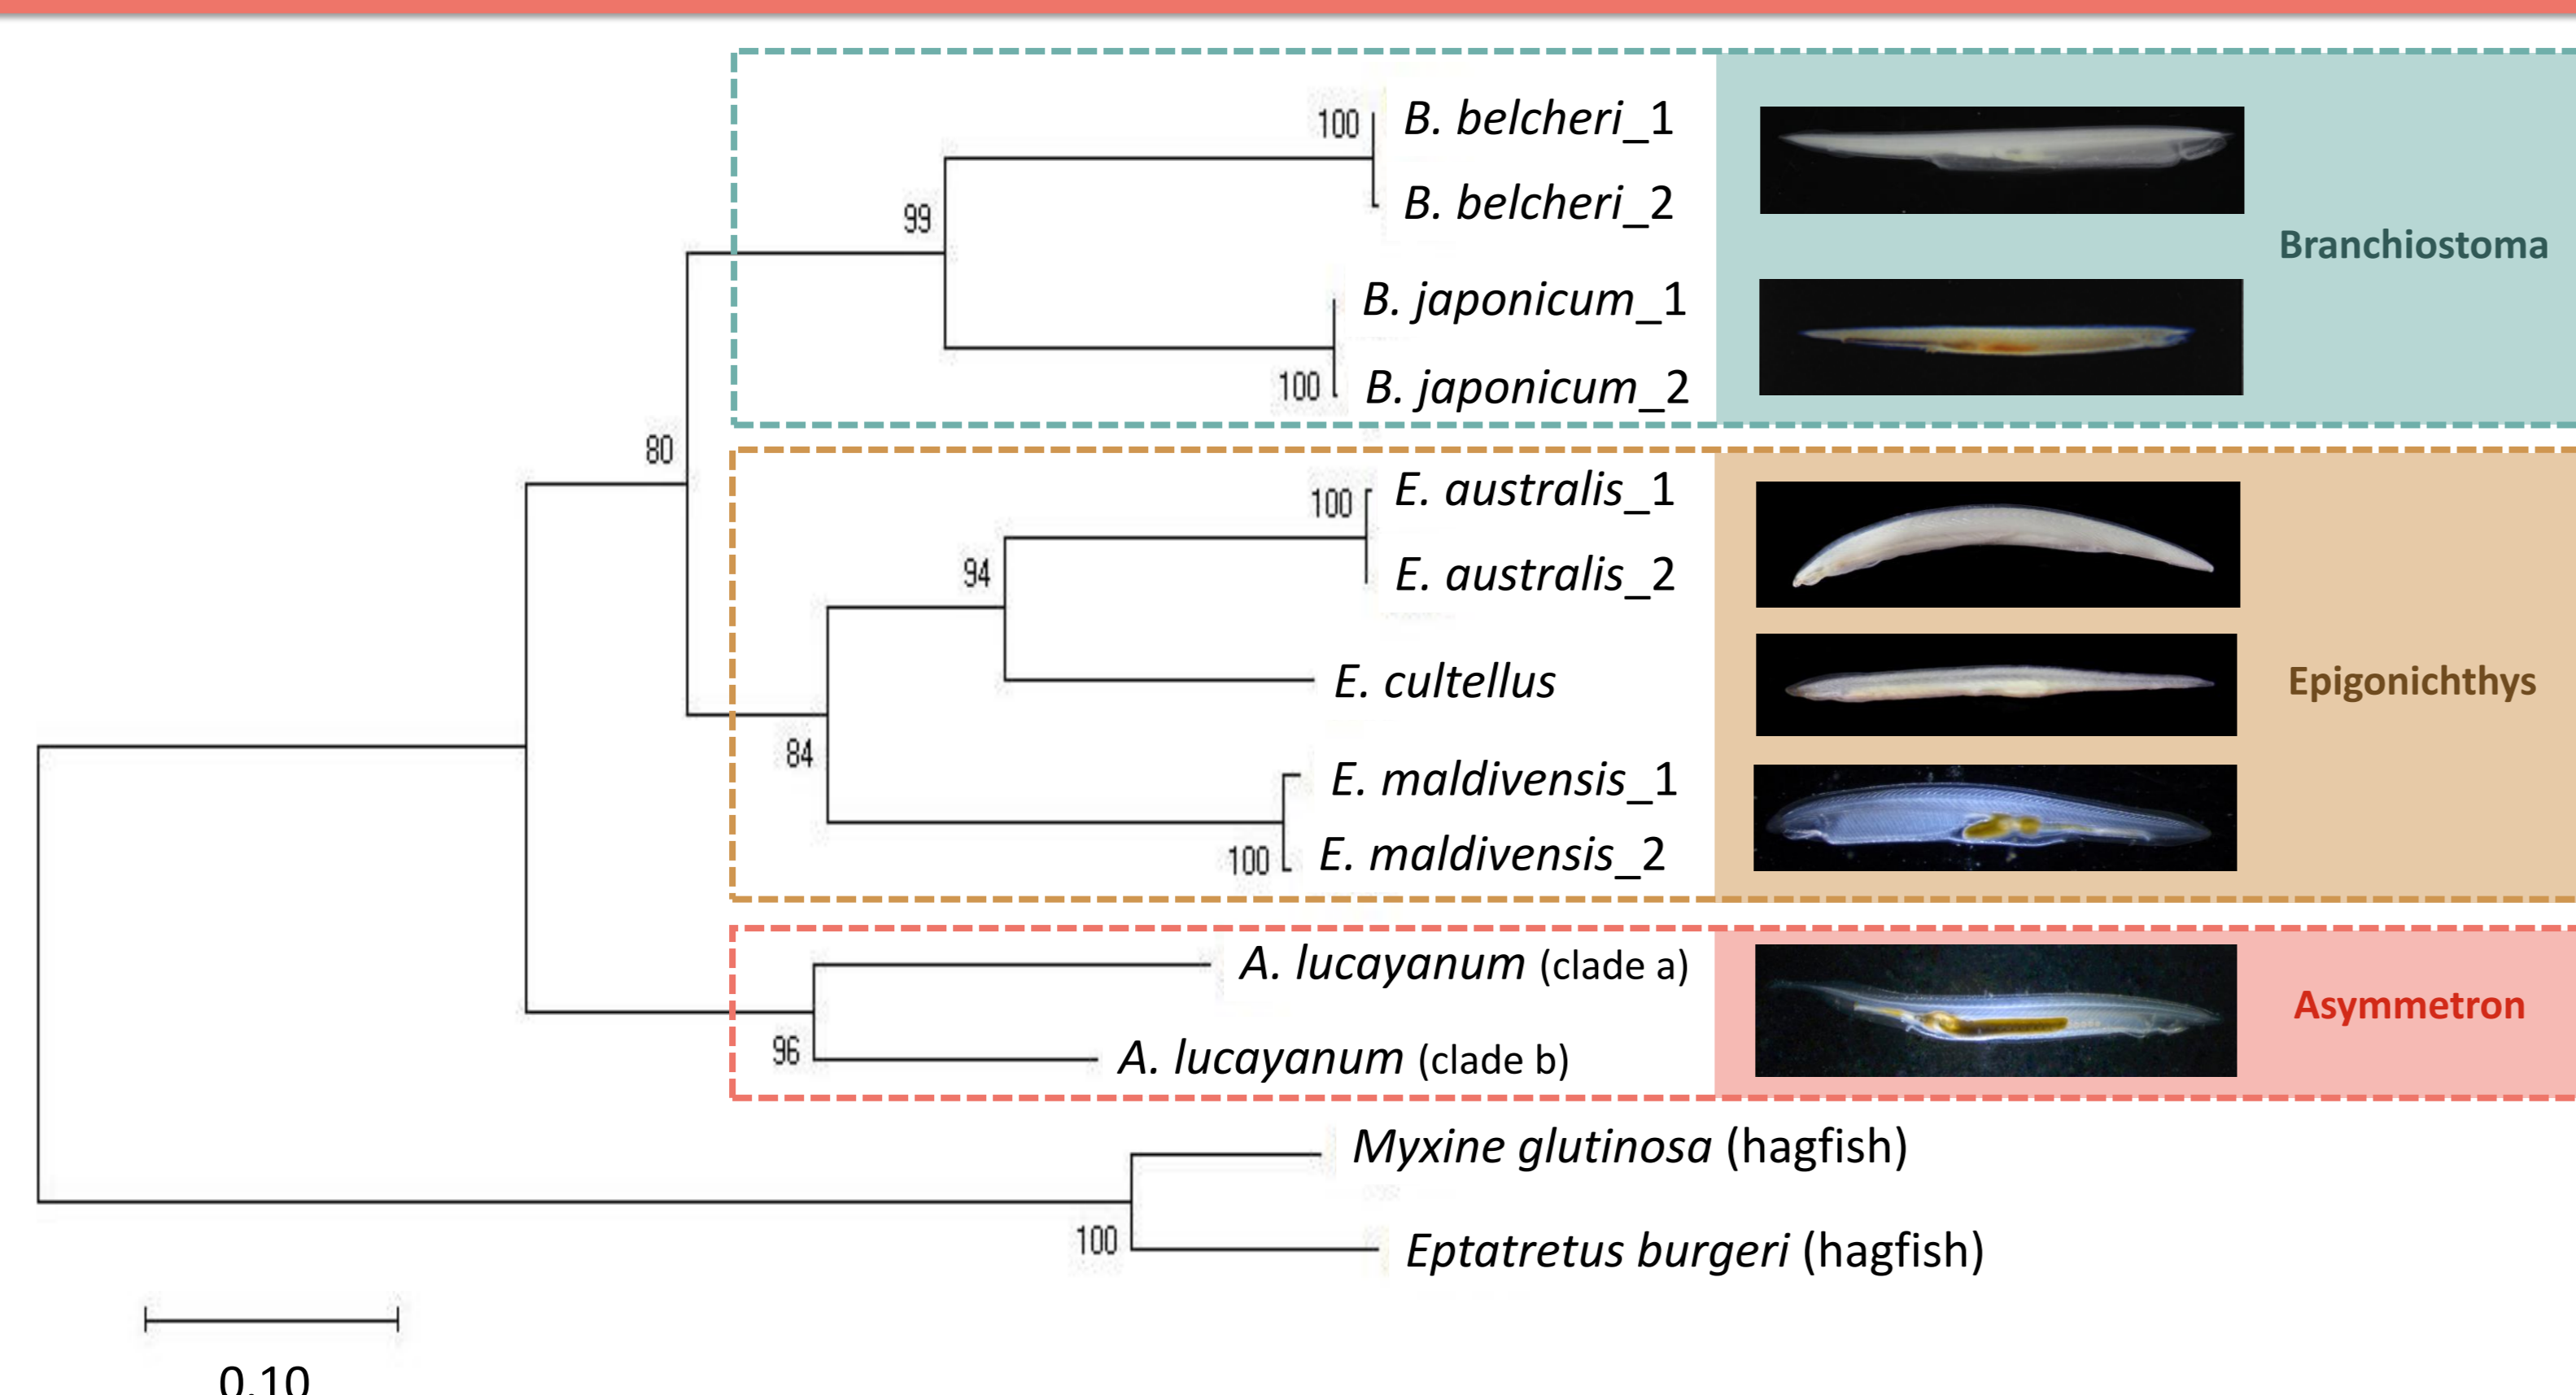 100
B. belcheri_1
B. belcheri_2
99
Branchiostoma
B. japonicum_1
100
B. japonicum_2
80
100
E. australis_1
94
E. australis_2
E. cultellus
Epigonichthys
84
E. maldivensis_1
100
E. maldivensis_2
A. lucayanum (clade a)
Asymmetron
96
A. lucayanum (clade b)
Myxine glutinosa (hagfish)
100
Eptatretus burgeri (hagfish)
0.10